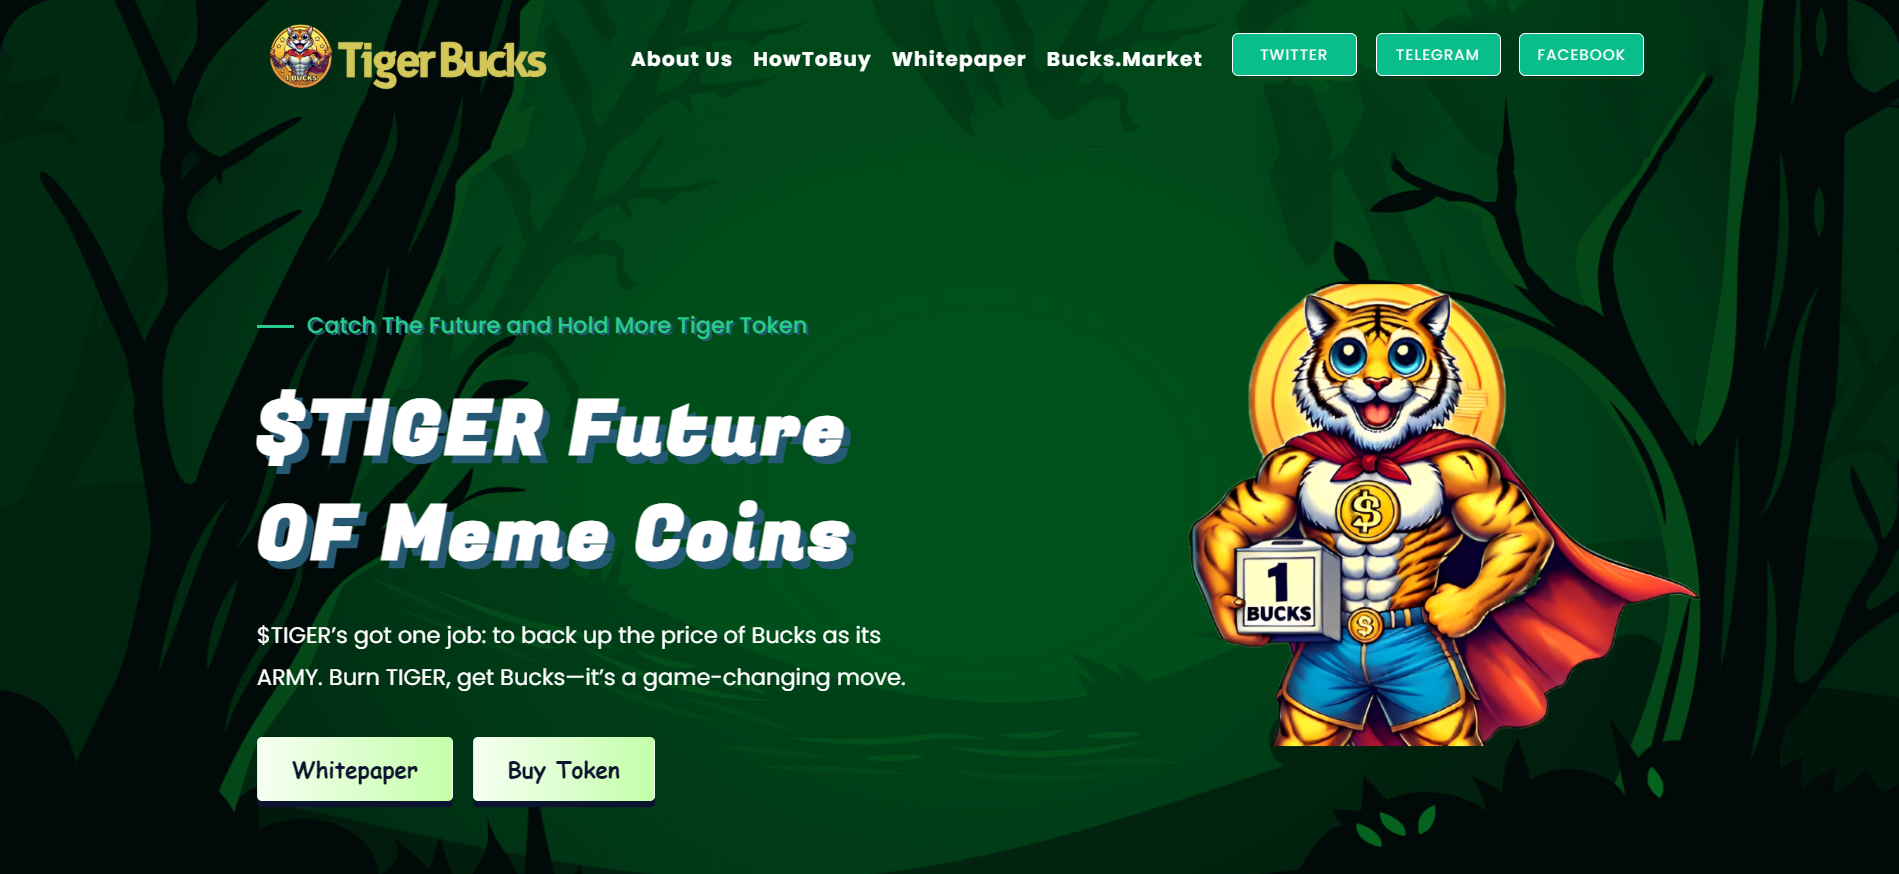 1 BUCKS
Tiger Bucks
About Us HowToBuy Whitepaper Bucks.Market
TWITTER TELEGRAM FACEBOOK
Catch The Future and Hold More Tiger Token
$TIGER Future
OF Meme Coins
$TIGER’s got one job: to back up the price of Bucks as its
ARMY. Burn TIGER, get Bucks—it’s a game-changing move.
Whitepaper Buy Token
$
1
BUCKS
$